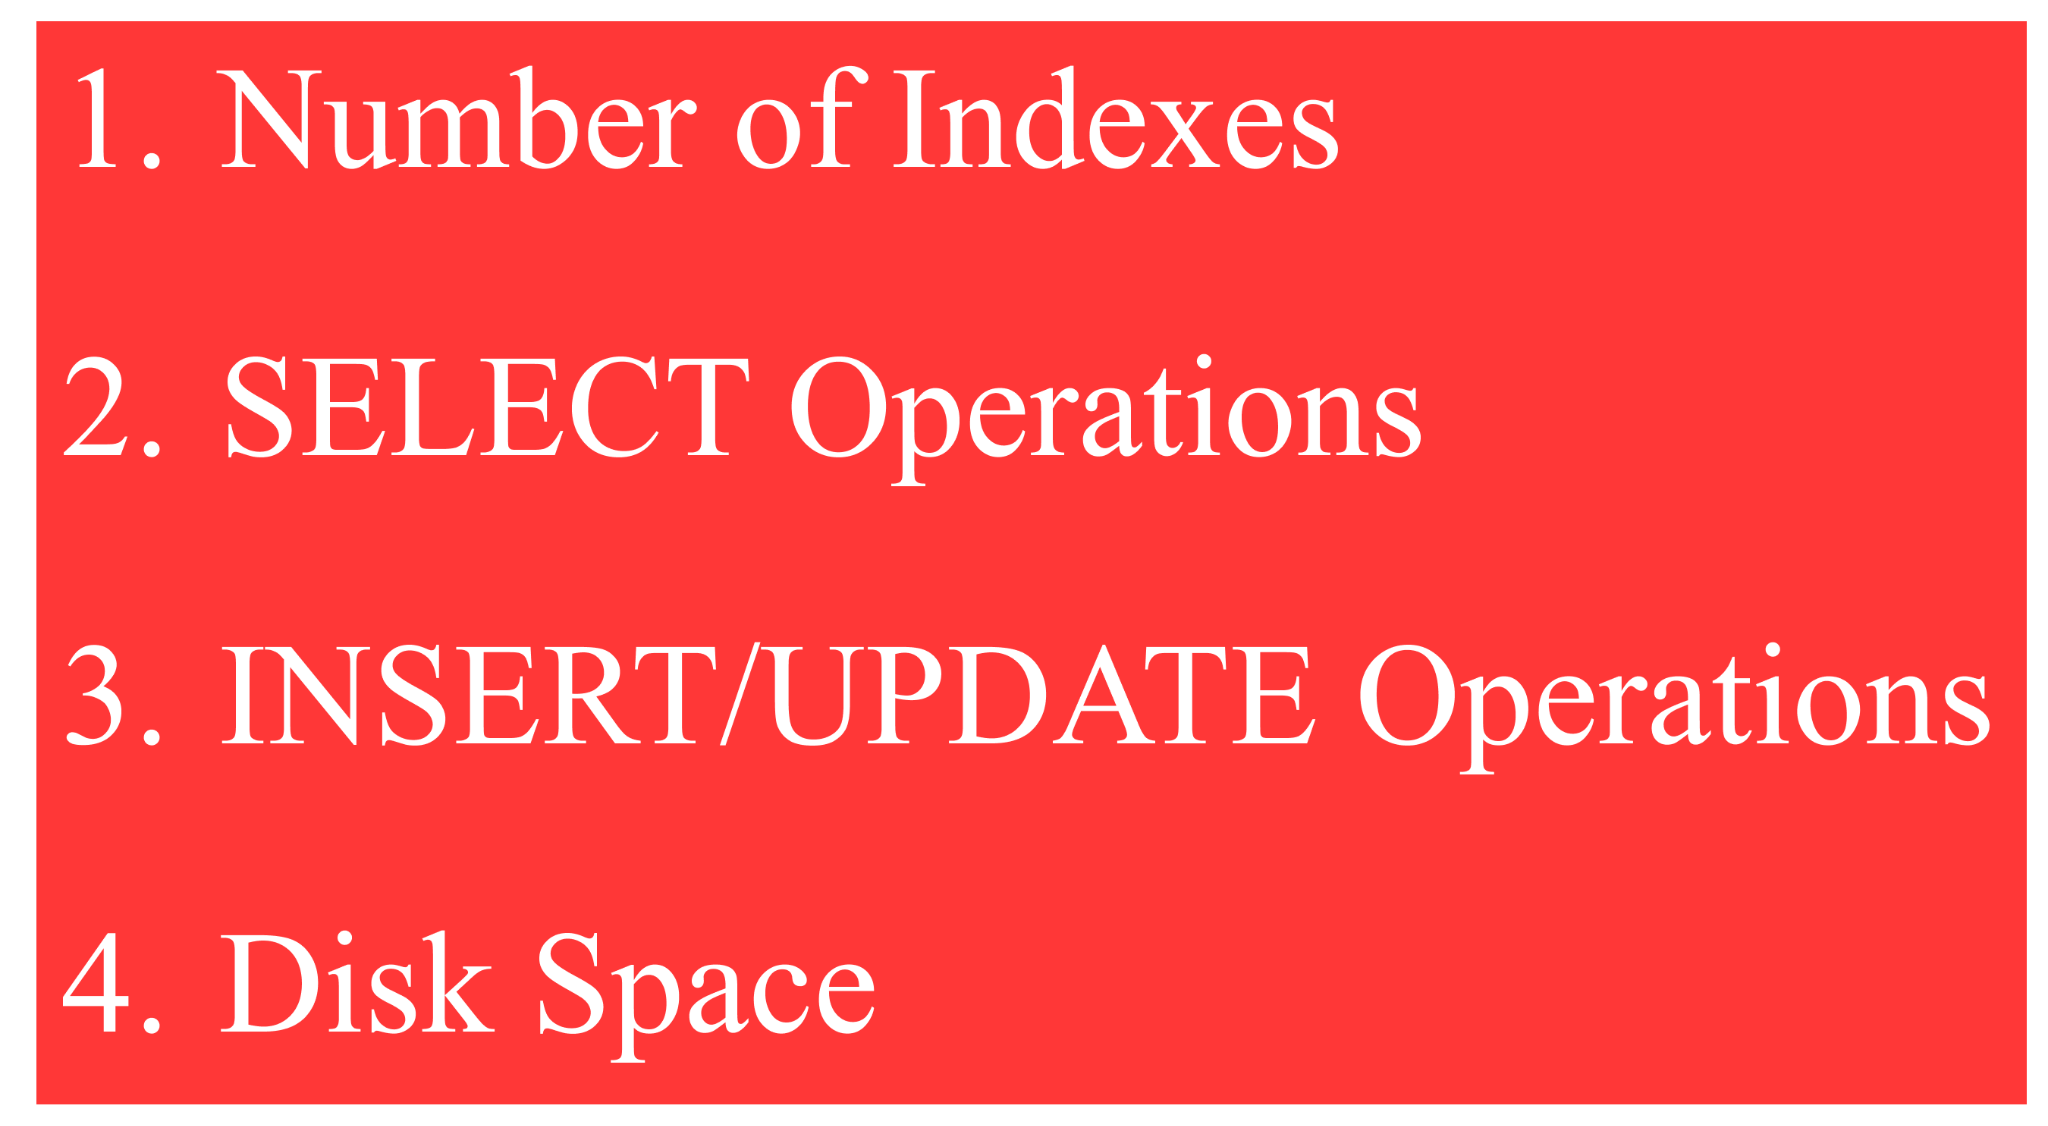 1. Number of Indexes
2. SELECT Operations
3. INSERT/UPDATE Operations
4. Disk Space